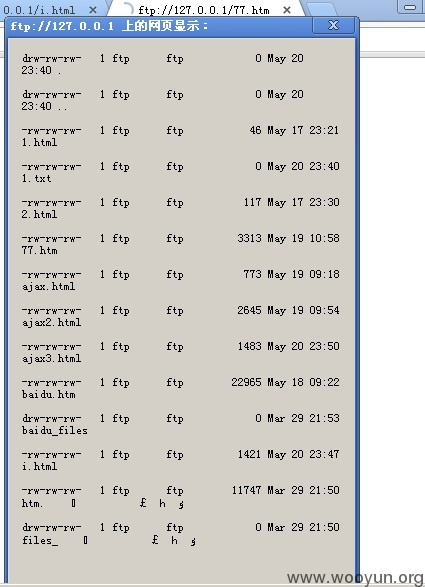 0.0.1/i.html
ftp://127.0.0.1/77.htm
ftp://127.0.0.1 上的网页显示：
drw-rw-rw- 1 ftp ftp 0 May 20
23:40 .
drw-rw-rw- 1 ftp ftp 0 May 20
23:40 ..
-rw-rw-rw- 1 ftp ftp 46 May 17 23:21
1.html
-rw-rw-rw- 1 ftp ftp 0 May 20 23:40
1.txt
-rw-rw-rw- 1 ftp ftp 117 May 17 23:30
2.html
-rw-rw-rw- 1 ftp ftp 3313 May 19 10:58
77.htm
-rw-rw-rw- 1 ftp ftp 773 May 19 09:18
ajax.html
-rw-rw-rw- 1 ftp ftp 2645 May 19 09:54
ajax2.html
-rw-rw-rw- 1 ftp ftp 1483 May 20 23:50
ajax3.html
-rw-rw-rw- 1 ftp ftp 22965 May 18 09:22
baidu.htm
drw-rw-rw- 1 ftp ftp 0 Mar 29 21:53
baidu_files
-rw-rw-rw- 1 ftp ftp 1421 May 20 23:47
i.html
-rw-rw-rw- 1 ftp ftp 11747 Mar 29 21:50
htm. £ h
drw-rw-rw- 1 ftp ftp 0 Mar 29 21:50
files_ £ h
www.wooyun.org